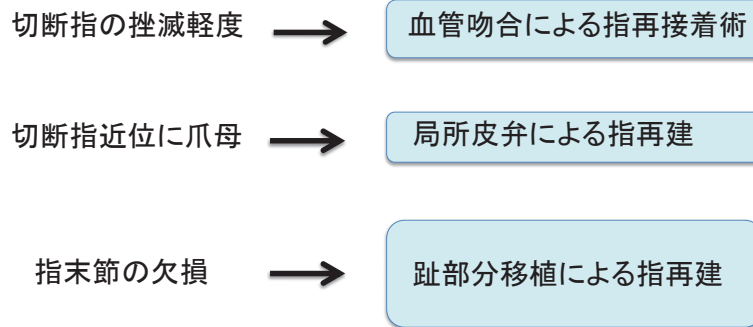 切断指の挫滅軽度
血管吻合による指再接着術
切断指近位に爪母
局所皮弁による指再建
指末節の欠損
趾部分移植による指再建